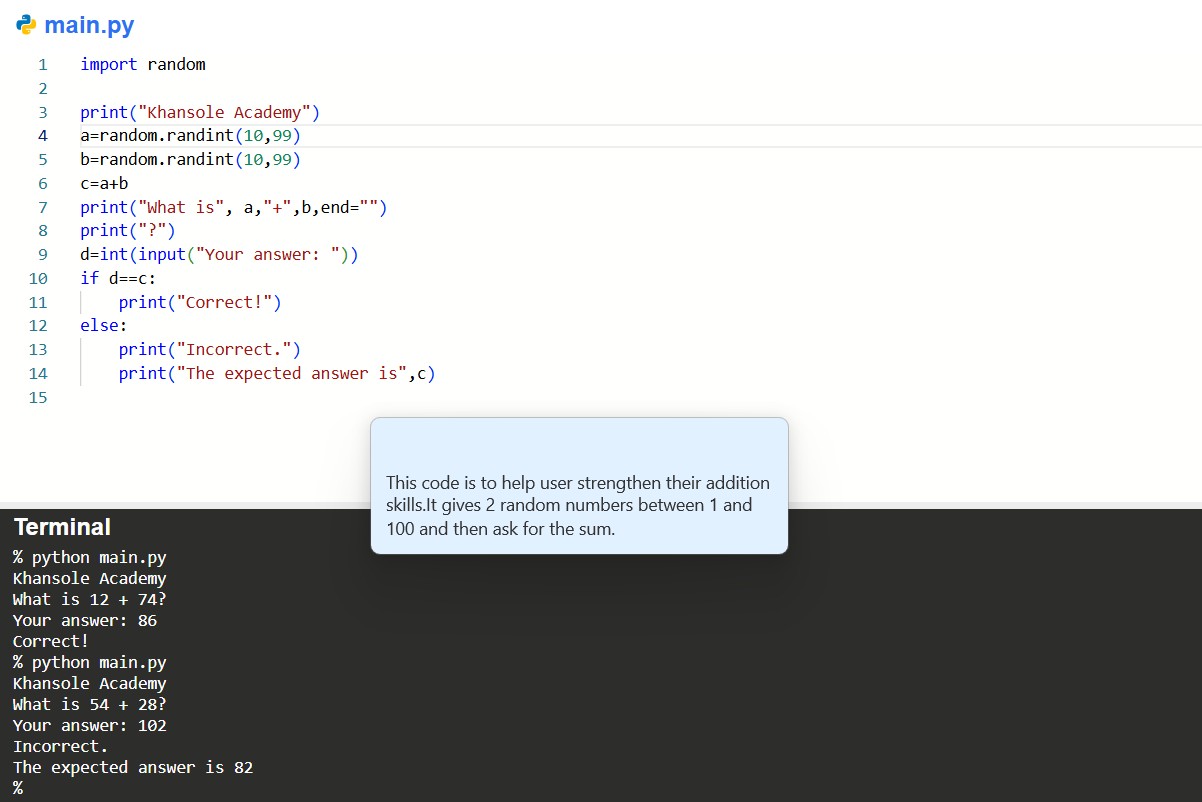 main.py
1 import random
2
3 print("Khansole Academy")
4 a=random.randint(10,99)
5 b=random.randint(10,99)
6 c=a+b
7 print("What is", a,"+",b,end="")
8 print("?")
9 d=int(input("Your answer: "))
10 if d==c:
11     print("Correct!")
12 else:
13     print("Incorrect.")
14     print("The expected answer is",c)
15
This code is to help user strengthen their addition
skills.It gives 2 random numbers between 1 and
100 and then ask for the sum.
Terminal
% python main.py
Khansole Academy
What is 12 + 74?
Your answer: 86
Correct!
% python main.py
Khansole Academy
What is 54 + 28?
Your answer: 102
Incorrect.
The expected answer is 82
%